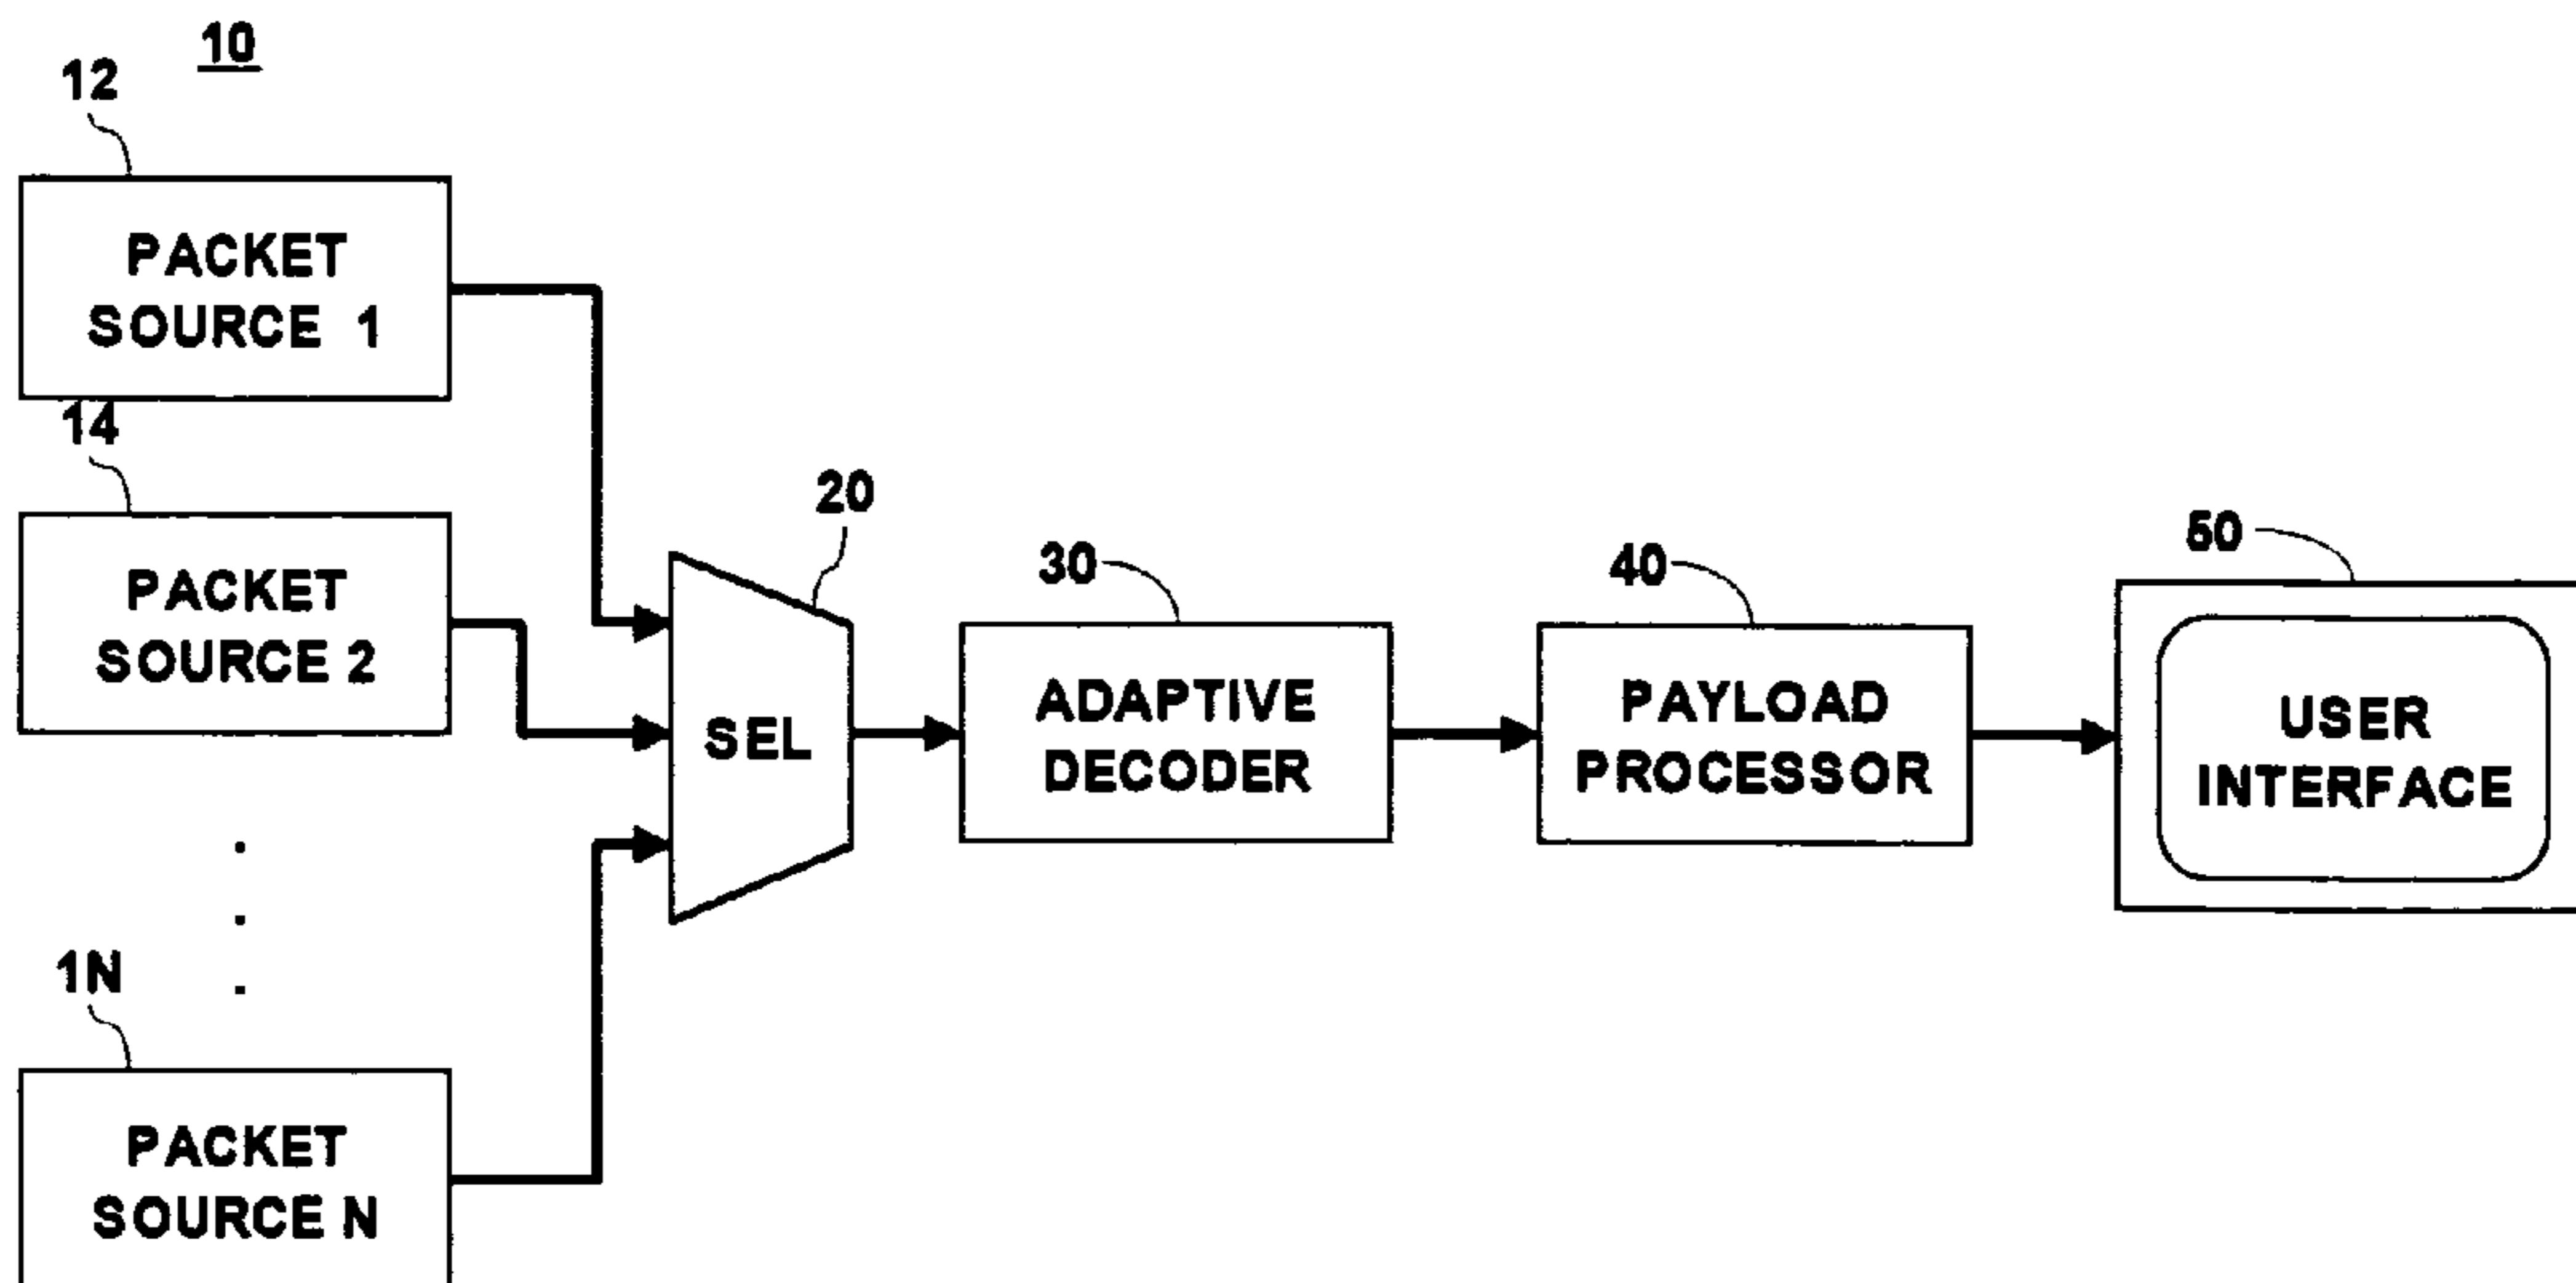 10
12
PACKET
SOURCE 1
14
PACKET
SOURCE 2
1N
PACKET
SOURCE N
20
SEL
30
ADAPTIVE
DECODER
40
PAYLOAD
PROCESSOR
50
USER
INTERFACE